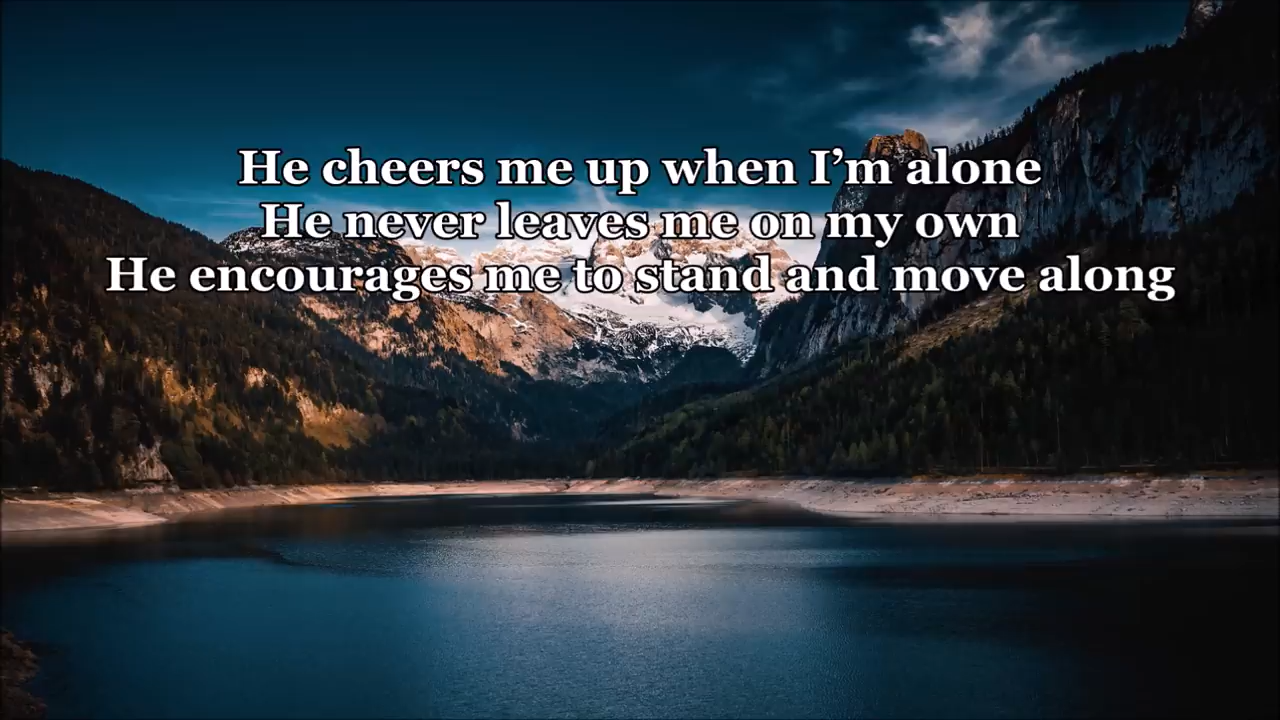 He cheers me up when I’m alone
He never leaves me on my own
He encourages me to stand and move along